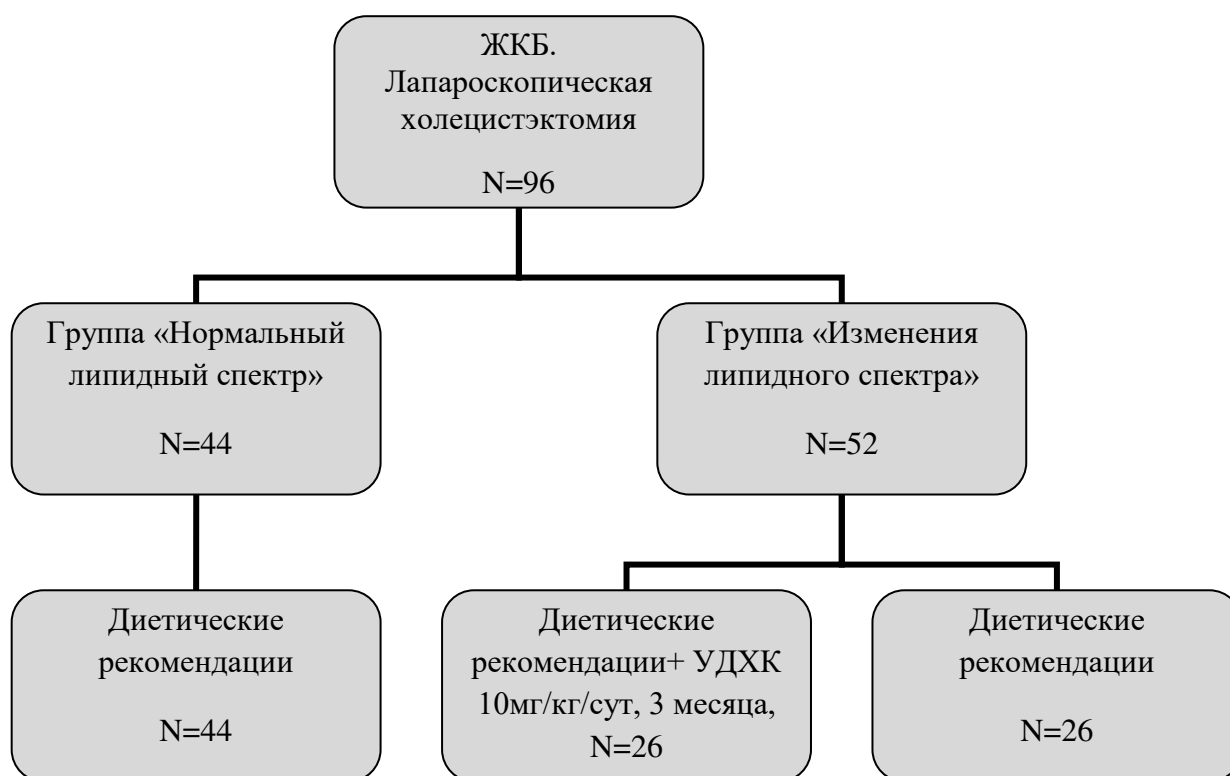 ЖКБ.
Лапароскопическая
холецистэктомия
N=96
Группа «Нормальный
липидный спектр»
N=44
Группа «Изменения
липидного спектра»
N=52
Диетические
рекомендации
N=44
Диетические
рекомендации+ УДХК
10мг/кг/сут, 3 месяца,
N=26
Диетические
рекомендации
N=26